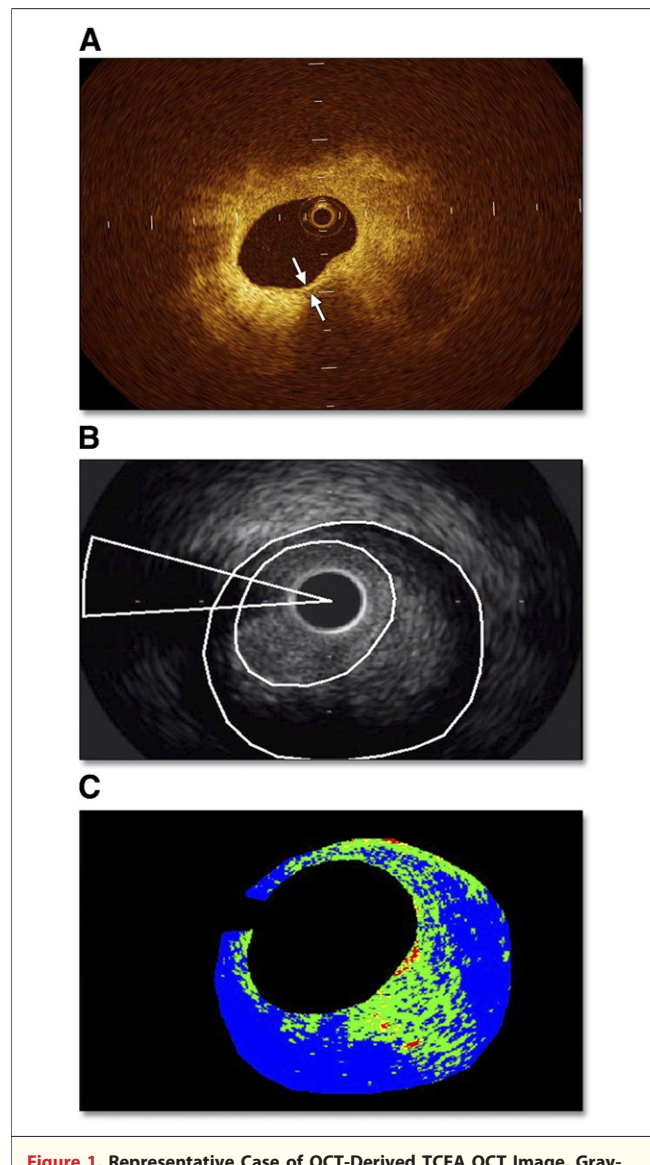 A
B
C
Figure 1. Representative Case of OCT-Derived TCFA OCT Image, Gray-